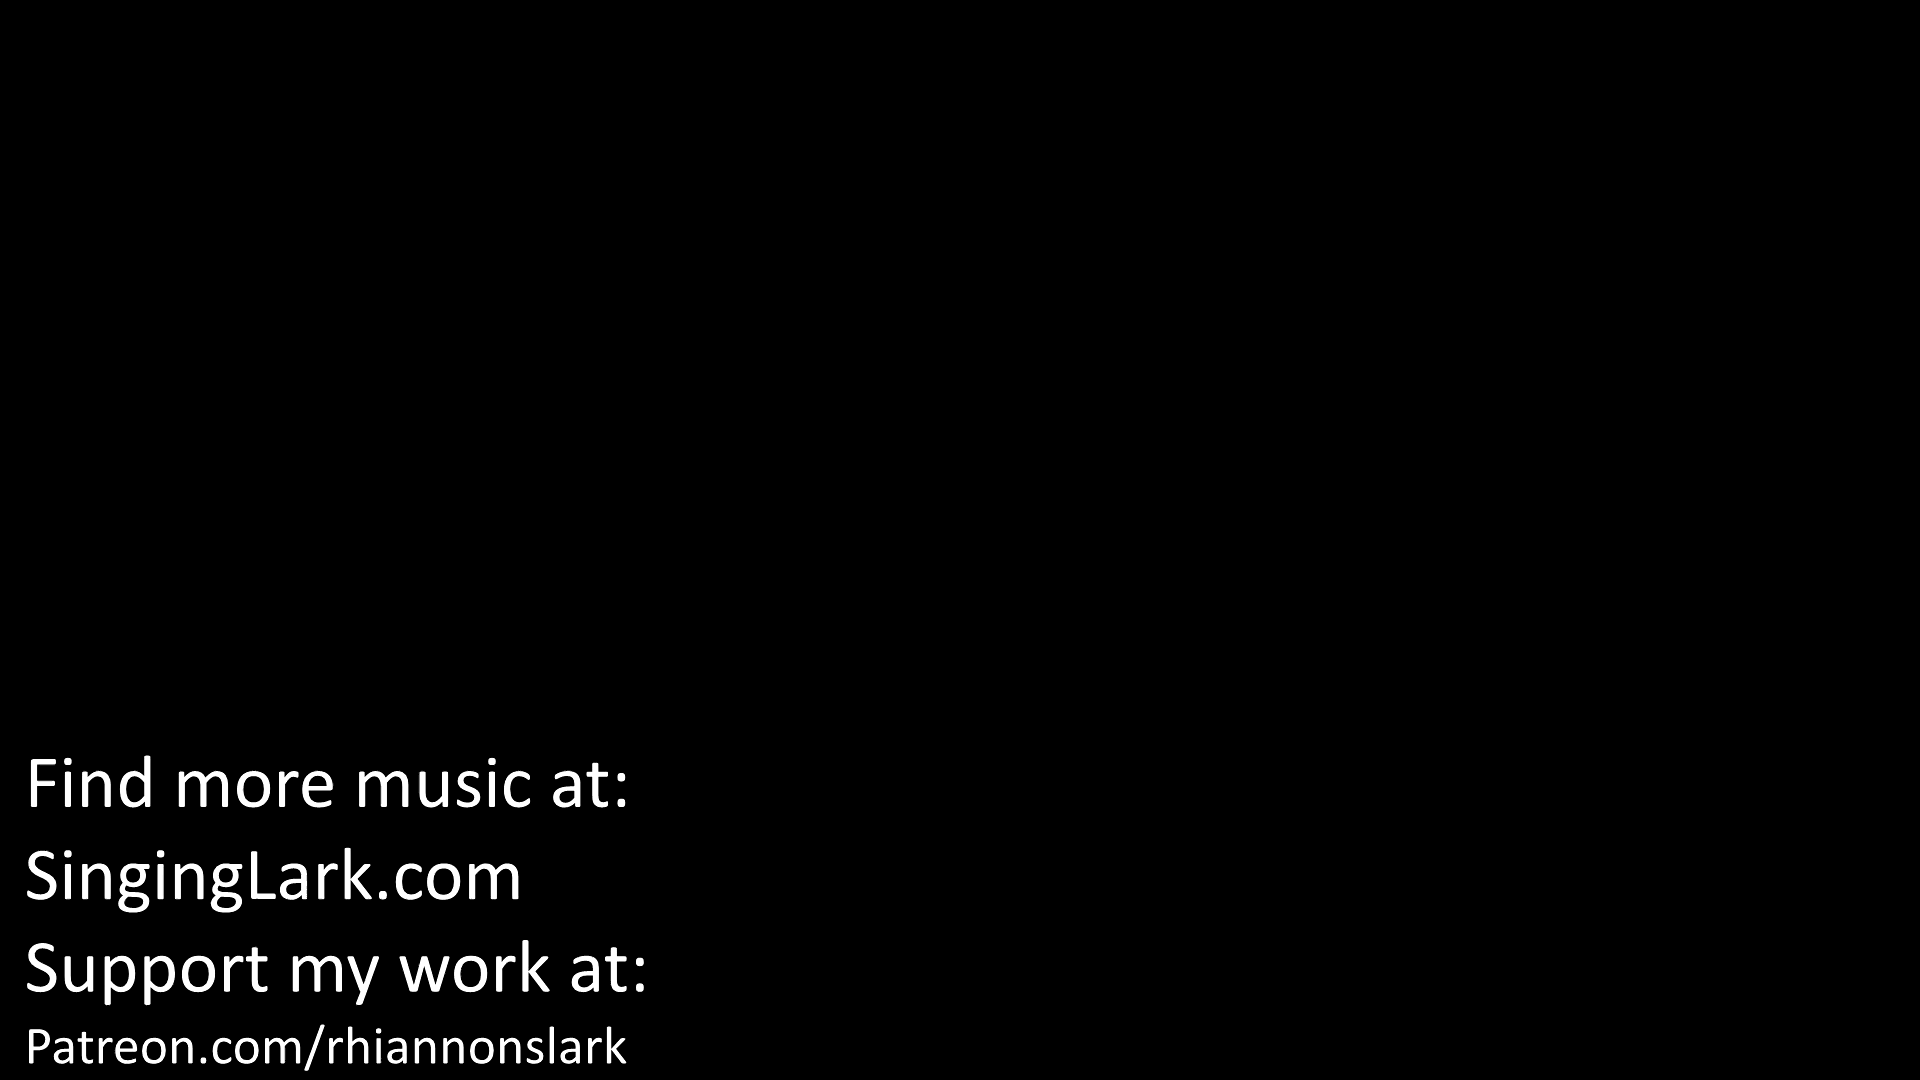 Find more music at:
SingingLark.com
Support my work at:
Patreon.com/rhiannonslark